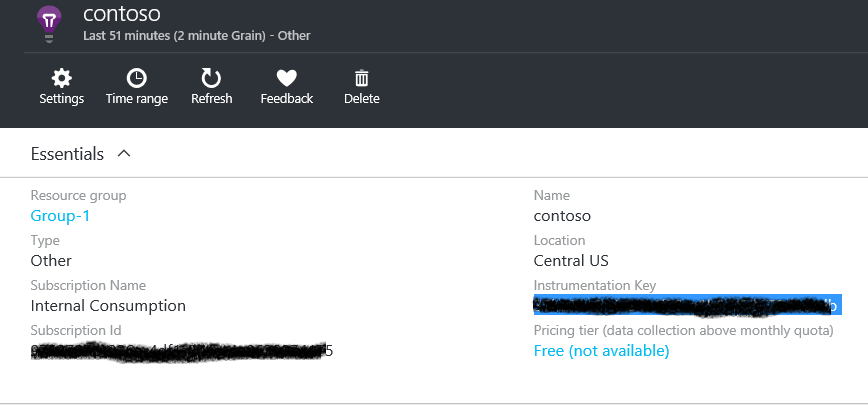 contoso
Last 51 minutes (2 minute Grain) - Other
Settings
Time range
Refresh
Feedback
Delete
Essentials
Resource group
Group-1
Name
contoso
Type
Other
Location
Central US
Subscription Name
Internal Consumption
Instrumentation Key
Subscription Id
Pricing tier (data collection above monthly quota)
Free (not available)